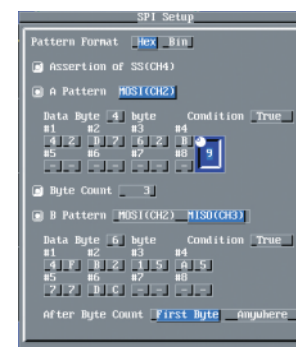 SPI Setup
Pattern Format Hex Bin
Assertion of SS(CH4)
A Pattern MOSI(CH2)
Data Byte 4 byte Condition True
#1 #2 #3 #4
4 2 D 7 6 2 B 9
#5 #6 #7 #8
- - - - - -
Byte Count 3
B Pattern MOSI(CH2) MISO(CH3)
Data Byte 6 byte Condition True
#1 #2 #3 #4
4 F B 2 1 5 A 5
#5 #6 #7 #8
7 7 D C - - - -
After Byte Count First Byte Anywhere